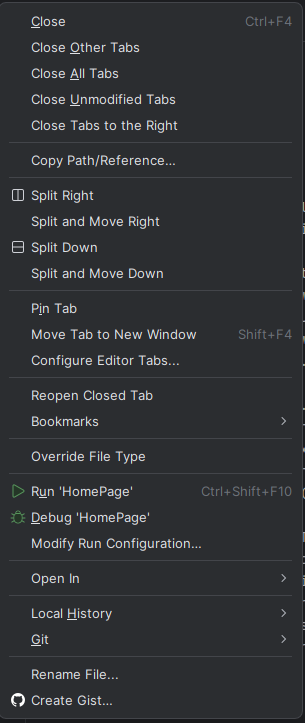 Close Ctrl+F4
Close Other Tabs
Close All Tabs
Close Unmodified Tabs
Close Tabs to the Right
Copy Path/Reference...
Split Right
Split and Move Right
Split Down
Split and Move Down
Pin Tab
Move Tab to New Window Shift+F4
Configure Editor Tabs...
Reopen Closed Tab
Bookmarks
Override File Type
Run 'HomePage' Ctrl+Shift+F10
Debug 'HomePage'
Modify Run Configuration...
Open In
Local History
Git
Rename File...
Create Gist...